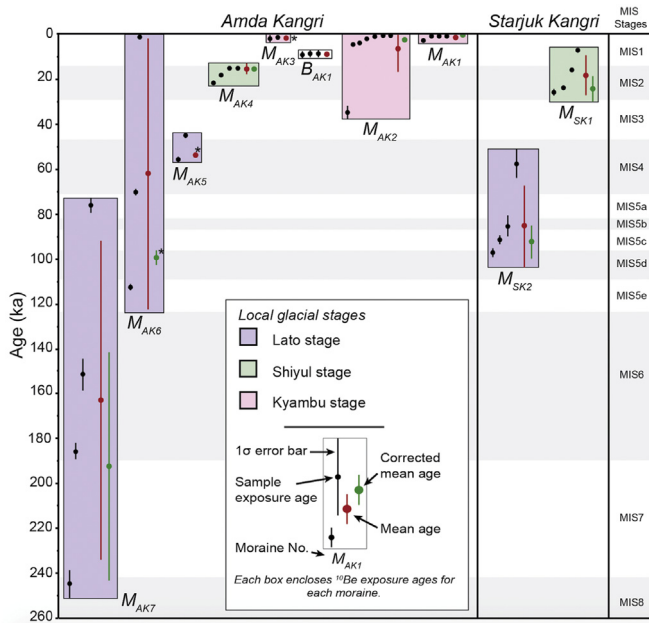 Amda Kangri
Starjuk Kangri
MIS
Stages
0
20
40
60
80
100
120
140
160
180
200
220
240
260
Age (ka)
MAK7
MAK6
MAK5
*
*
MAK4
MAK3
*
BAK1
MAK2
MAK1
MSK2
MSK1
MIS1
MIS2
MIS3
MIS4
MIS5a
MIS5b
MIS5c
MIS5d
MIS5e
MIS6
MIS7
MIS8
Local glacial stages
Lato stage
Shiyul stage
Kyambu stage
1σ error bar
Sample
exposure age
Corrected
mean age
Mean age
Moraine No.
MAK1
Each box encloses ¹⁰Be exposure ages for
each moraine.